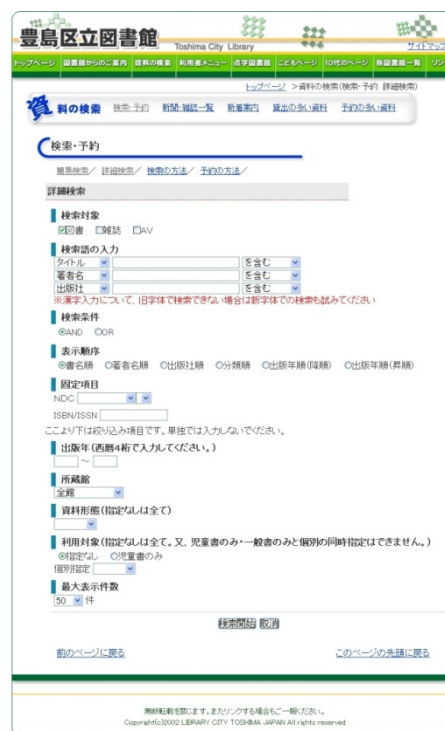 豊島区立図書館
Toshima City Library
サイトマップ
トップページ 図書館からのご案内 資料の検索 利用者メニュー 点字図書館 こどもページ 10代のページ 各図書館一覧 リン
トップページ >資料の検索(検索・予約 詳細検索)
資料の検索 検索・予約 新聞・雑誌一覧 新着案内 貸出の多い資料 予約の多い資料
検索・予約
簡易検索/ 詳細検索/ 検索の方法/ 予約の方法/
詳細検索
検索対象
図書 雑誌 AV
検索語の入力
タイトル を含む
著者名 を含む
出版社 を含む
※漢字入力について、旧字体で検索できない場合は新字体での検索も試みてください
検索条件
AND OR
表示順序
書名順 著者名順 出版社順 分類順 出版年順(降順) 出版年順(昇順)
固定項目
NDC
ISBN/ISSN
ここより下は絞り込み項目です。単独では入力しないでください。
出版年(西暦4桁で入力してください。)
~
所蔵館
全館
資料形態(指定なしは全て)
利用対象(指定なしは全て。又、児童書のみ・一般書のみと個別の同時指定はできません。)
指定なし 児童書のみ
個別指定
最大表示件数
50 件
検索開始 取消
前のページに戻る このページの先頭に戻る
無断転載を禁じます。またリンクする場合もご一報ください。
Copyright(c)2002 LIBRARY CITY TOSHIMA JAPAN All rights reserved